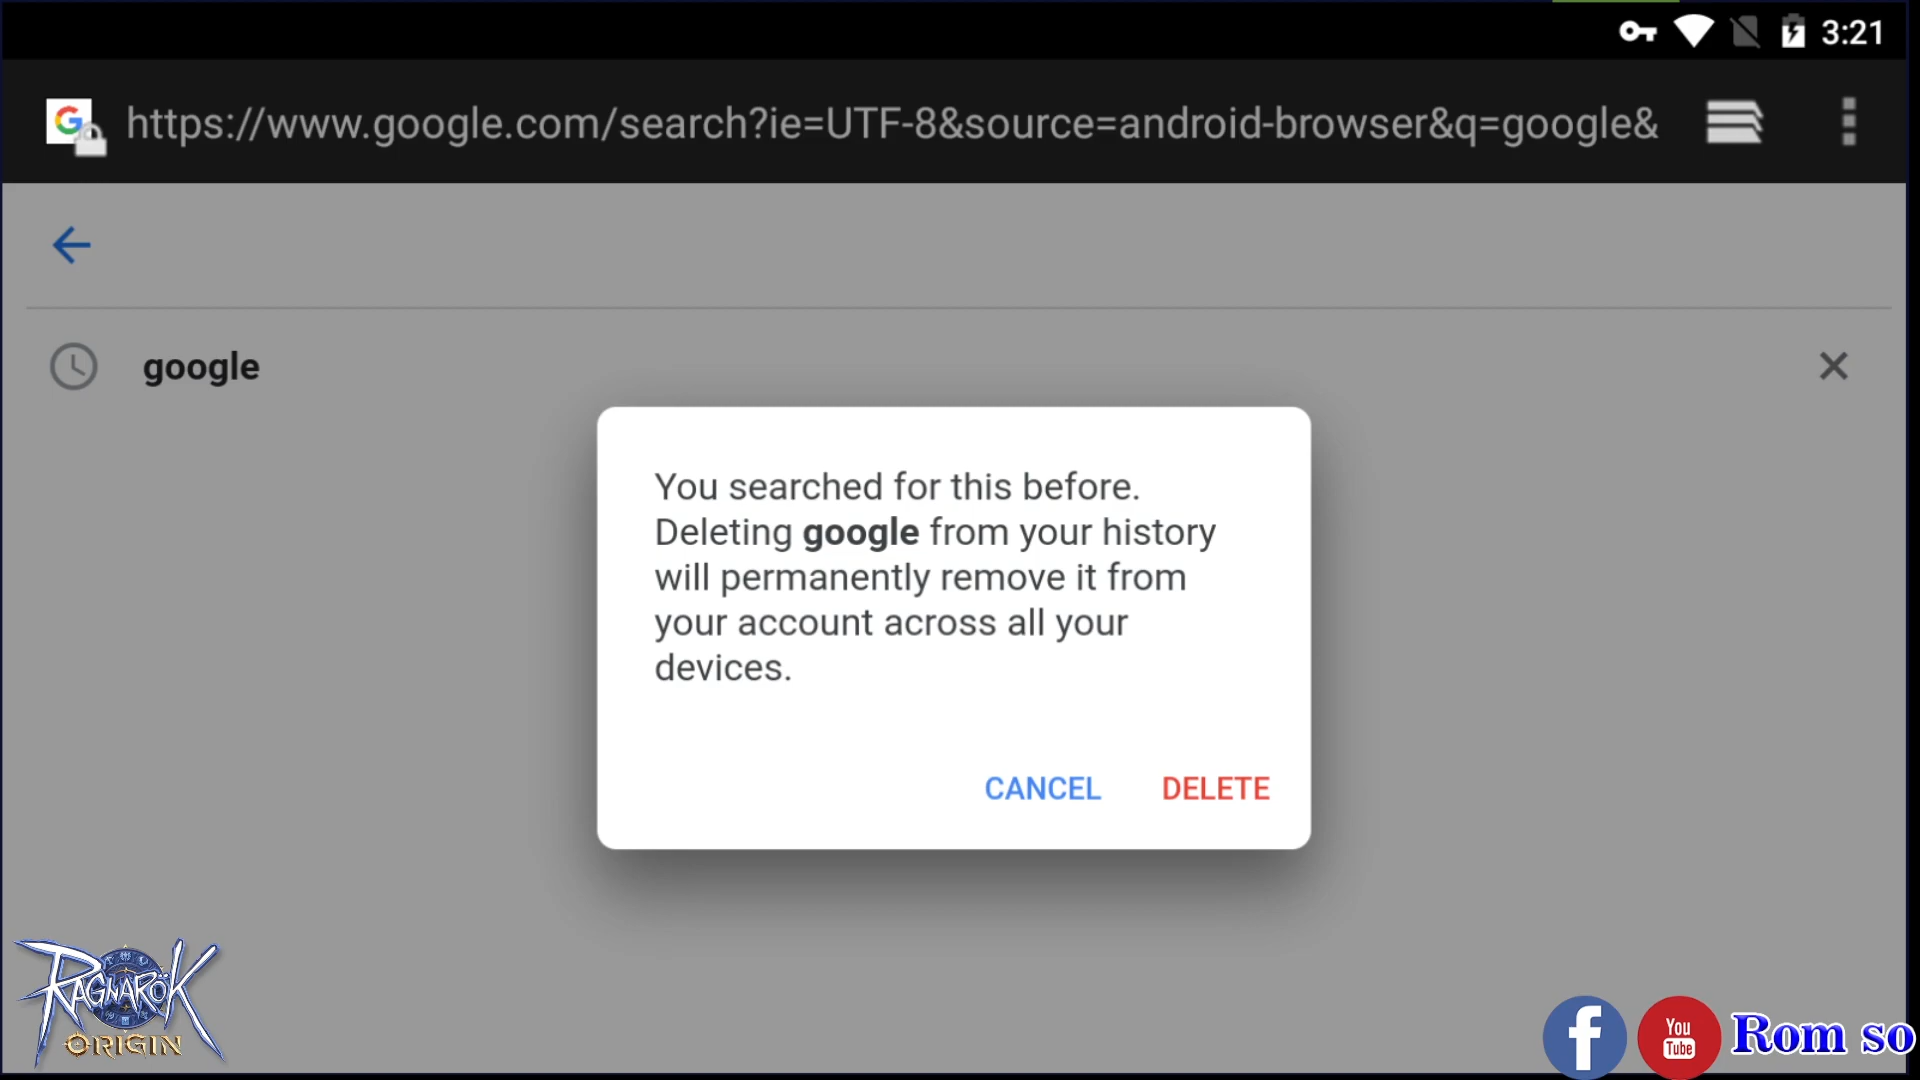 3:21
https://www.google.com/search?ie=UTF-8&source=android-browser&q=google&
google
You searched for this before.
Deleting google from your history
will permanently remove it from
your account across all your
devices.
CANCEL DELETE
RAGNARÖK
ORIGIN
f You Tube Rom so